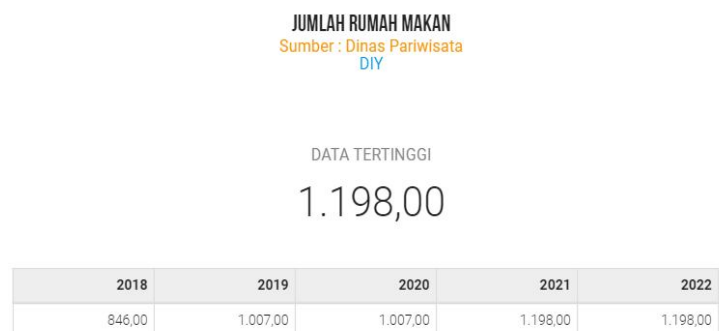 JUMLAH RUMAH MAKAN
Sumber : Dinas Pariwisata
DIY
DATA TERTINGGI
1.198,00
2018 2019 2020 2021 2022
846,00 1.007,00 1.007,00 1.198,00 1.198,00